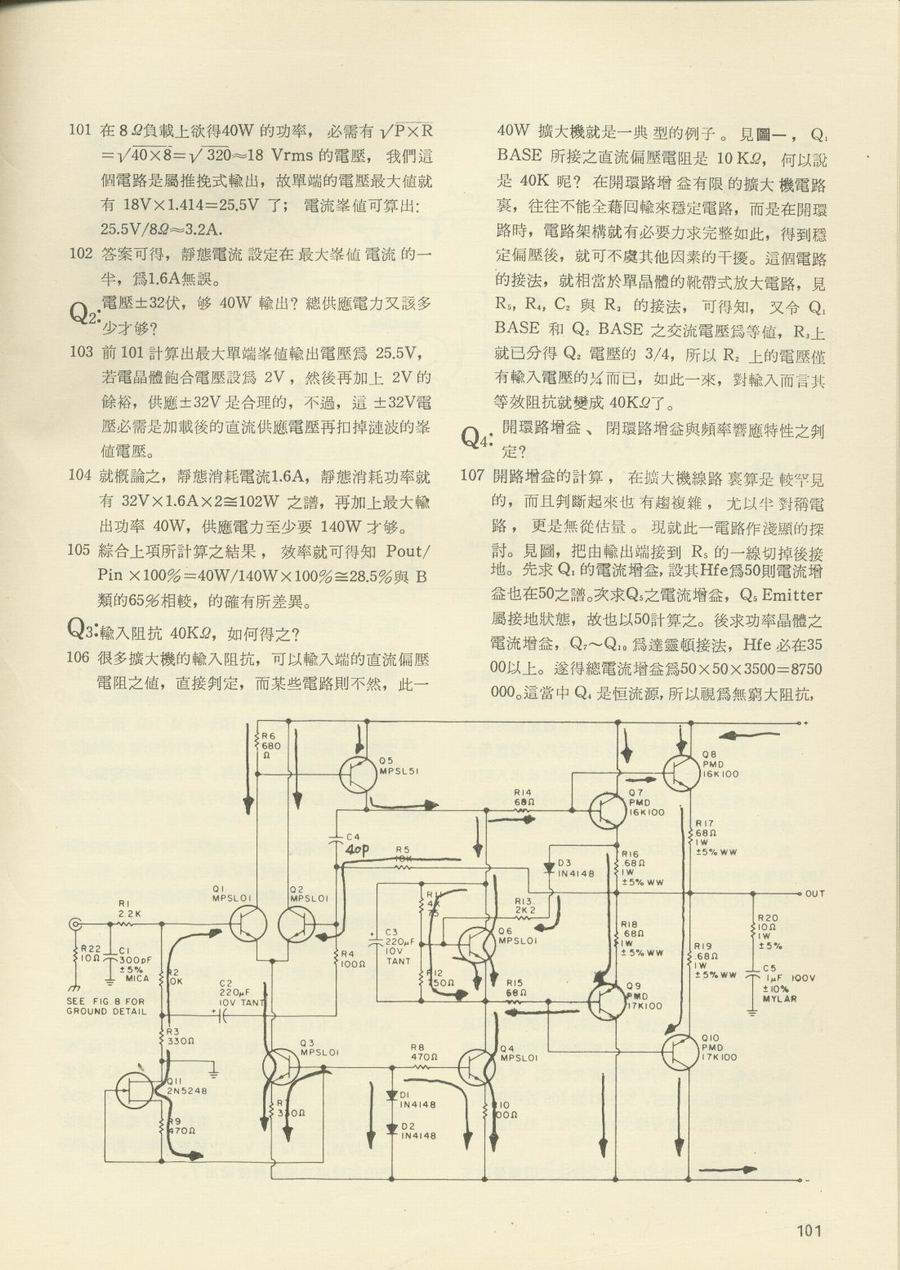 101 在8Ω負載上欲得40W 的功率， 必需有 √P×R
=√40×8=√320≈18 Vrms 的電壓， 我們這
個電路是屬推挽式輸出，故單端的電壓最大值就
有 18V×1.414=25.5V 了； 電流峯值可算出:
25.5V/8Ω≈3.2A.
102 答案可得，靜態電流 設定在 最大峯值 電流 的一
半，爲1.6A無誤。
Q2: 電壓±32伏，够 40W 輸出？總供應電力又該多
少才够？
103 前101計算出最大單端峯值輸出電壓爲 25.5V，
若電晶體飽合電壓設爲 2V，然後再加上 2V 的
餘裕，供應±32V 是合理的，不過，這 ±32V電
壓必需是加載後的直流供應電壓再扣掉漣波的峯
値電壓。
104 就概論之，靜態消耗電流1.6A，靜態消耗功率就
有 32V×1.6A×2≅102W 之譜，再加上最大輸
出功率 40W，供應電力至少要 140W 才够。
105 綜合上項所計算之結果， 效率就可得知 Pout/
Pin ×100%=40W/140W×100%≅28.5%與 B
類的65%相較，的確有所差異。
Q3:輸入阻抗 40KΩ，如何得之？
106 很多擴大機的輸入阻抗，可以輸入端的直流偏壓
電阻之値，直接判定，而某些電路則不然，此一
40W 擴大機就是一典 型的例子。見圖一，Q₁
BASE 所接之直流偏壓電阻是 10 KΩ， 何以說
是 40K 呢？ 在開環路增 益有限 的擴大 機電路
裏，往往不能全藉囘輸來穩定電路，而是在開環
路時，電路架構就有必要力求完整如此，得到穩
定偏壓後，就可不慮其他因素的干擾。這個電路
的接法，就相當於單晶體的靴帶式放大電路，見
R₅，R₄，C₂ 與 R₃ 的接法，可得知，又令 Q₁
BASE 和 Q₂ BASE 之交流電壓爲等值，R₃上
就已分得 Q₂ 電壓的 3/4，所以 R₂ 上的電壓僅
有輸入電壓的¼而已，如此一來，對輸入而言其
等效阻抗就變成 40KΩ了。
Q4: 開環路增益、 閉環路增益與頻率響應特性之判
定？
107 開路增益的計算， 在擴大機線路 裏算是 較罕見
的，而且判斷起來也 有趣複雜， 尤以半 對稱電
路， 更是無從估量。 現就此一電路作淺顯的探
討。見圖，把由輸出端接到 R₅ 的一線切掉後接
地。先求 Q₁ 的電流增益，設其Hfe爲50則電流增
益也在50之譜。次求Q₅之電流增益，Q₅ Emitter
屬接地狀態，故也以50計算之。後求功率晶體之
電流增益，Q₇～Q₁₀ 爲達靈頓接法，Hfe 必在35
00以上。遂得總電流增益爲50×50×3500=8750
000。這當中 Q₄ 是恒流源，所以視爲無窮大阻抗，
+
R6
680
Ω
Q5
MPSL51
Q8
PMD
16K100
R14
68Ω
Q7
PMD
16K100
R17
.68Ω
1W
±5% WW
C4
40P
R5
10K
D3
1N4148
R16
.68Ω
1W
±5% WW
Q1
MPSL01
Q2
MPSL01
R13
2K2
OUT
R1
2.2K
R22
10Ω
C1
300pF
±5%
MICA
C3
220μF
10V
TANT
Q6
MPSL01
R18
.68Ω
1W
±5% WW
R19
.68Ω
1W
±5% WW
R20
10Ω
1W
±5%
R4
100Ω
C5
1μF 100V
±10%
MYLAR
SEE FIG. 8 FOR
GROUND DETAIL
C2
220μF
10V TANT
R15
68Ω
Q9
PMD
17K100
R3
330Ω
Q3
MPSL01
R8
470Ω
Q4
MPSL01
Q10
PMD
17K100
Q11
2N5248
R9
470Ω
D1
1N4148
D2
1N4148
-
101